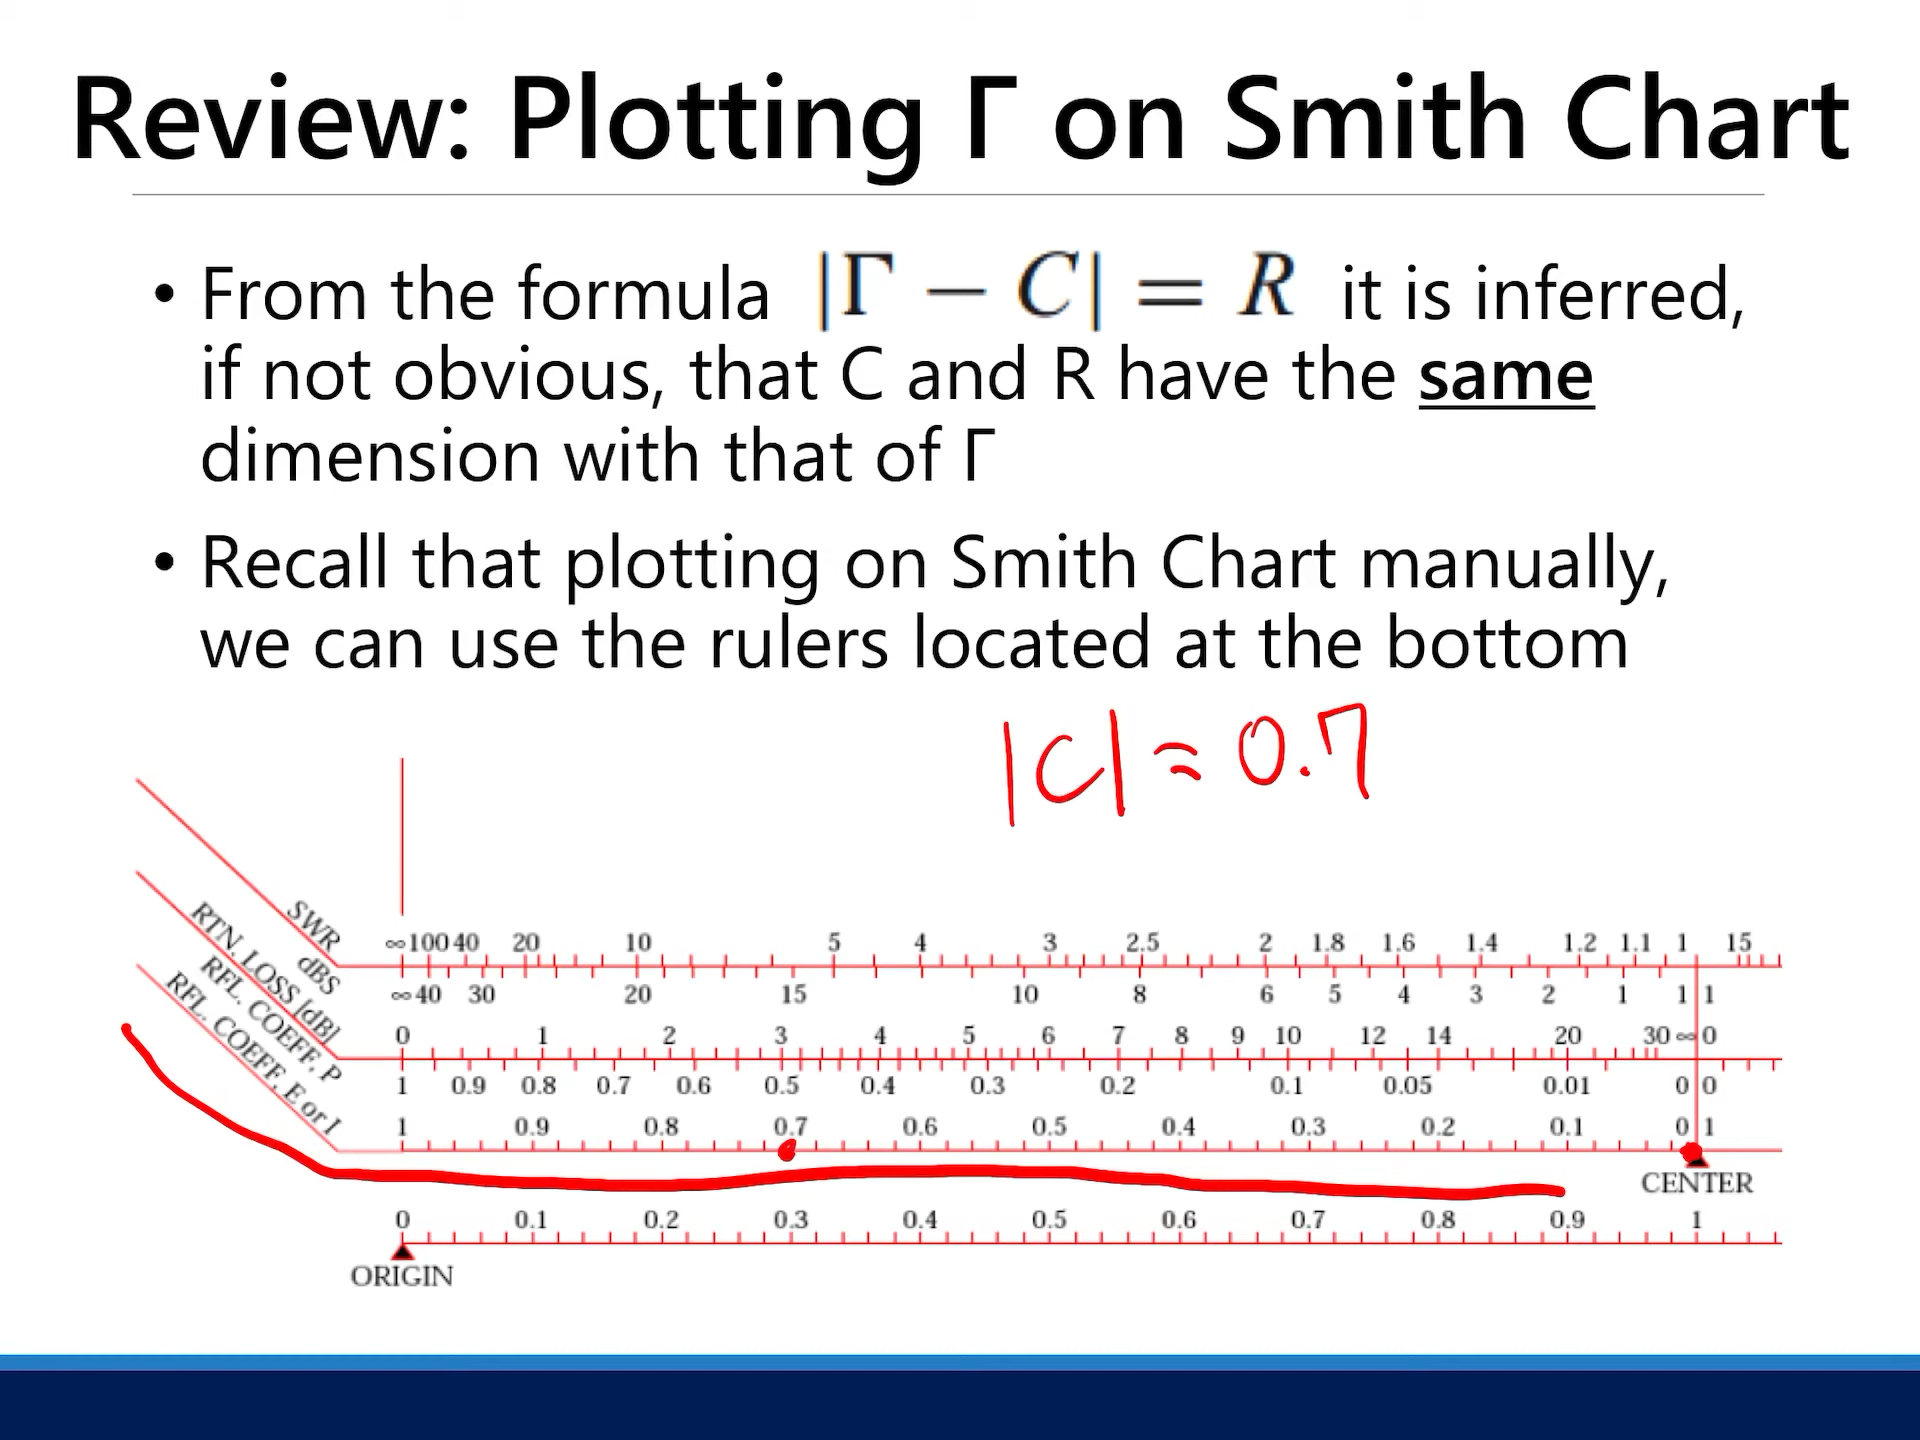 Review: Plotting Γ on Smith Chart
• From the formula |Γ − C| = R it is inferred,
if not obvious, that C and R have the same
dimension with that of Γ
• Recall that plotting on Smith Chart manually,
we can use the rulers located at the bottom
|C| = 0.7
SWR
∞ 100 40 20 10 5 4 3 2.5 2 1.8 1.6 1.4 1.2 1.1 1 15
dBS
∞ 40 30 20 15 10 8 6 5 4 3 2 1 1 1
RTN. LOSS [dB]
0 1 2 3 4 5 6 7 8 9 10 12 14 20 30 ∞ 0
RFL. COEFF, P
1 0.9 0.8 0.7 0.6 0.5 0.4 0.3 0.2 0.1 0.05 0.01 0 0
RFL. COEFF, E or I
1 0.9 0.8 0.7 0.6 0.5 0.4 0.3 0.2 0.1 0 1
CENTER
0 0.1 0.2 0.3 0.4 0.5 0.6 0.7 0.8 0.9 1
ORIGIN